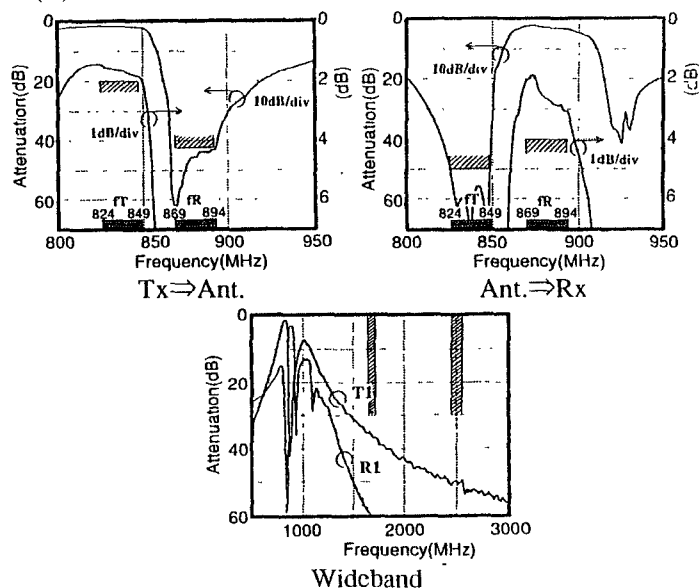 0
20
40
60
Attenuation(dB)
0
2
4
6
(dB)
10dB/div
1dB/div
fT
fR
824 849 869 894
800 850 900 950
Frequency(MHz)
Tx⇒Ant.
0
20
40
60
Attenuation(dB)
0
2
4
6
(dB)
10dB/div
1dB/div
fT
fR
824 849 869 894
800 850 900 950
Frequency(MHz)
Ant.⇒Rx
0
20
40
60
Attenuation(dB)
T1
R1
1000 2000 3000
Frequency(MHz)
Wideband